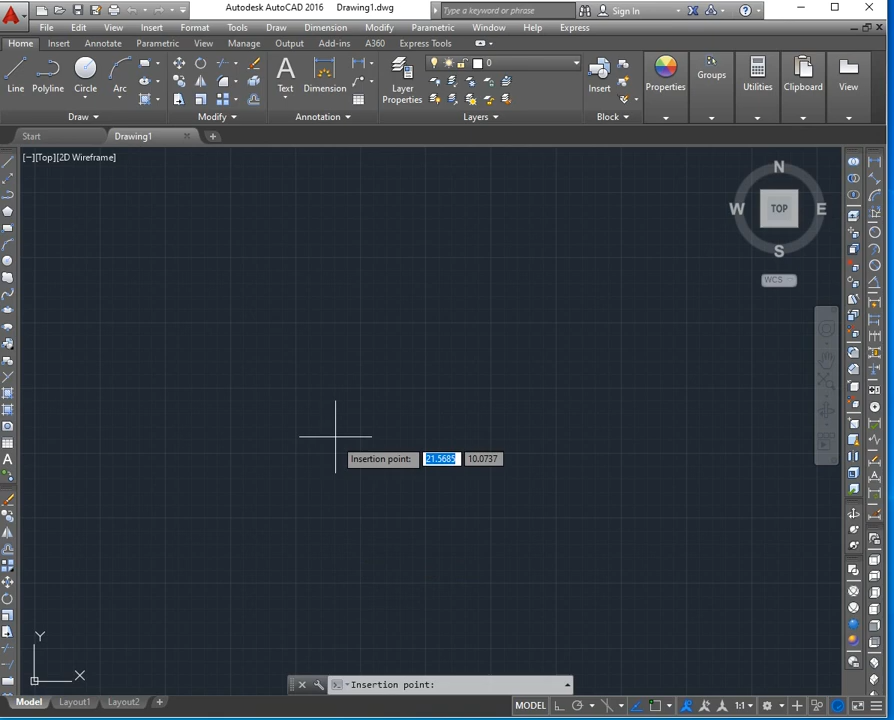 Autodesk AutoCAD 2016 Drawing1.dwg
Type a keyword or phrase
Sign In
File Edit View Insert Format Tools Draw Dimension Modify Parametric Window Help Express
Home Insert Annotate Parametric View Manage Output Add-ins A360 Express Tools
Line Polyline Circle Arc
Text Dimension
Layer
Properties
0
Insert
Properties Groups Utilities Clipboard View
Draw Modify Annotation Layers Block
Start Drawing1
[−][Top][2D Wireframe]
N
W TOP E
S
WCS
Insertion point: 21.5685 10.0737
Y
X
Insertion point:
Model Layout1 Layout2 +
MODEL 1:1